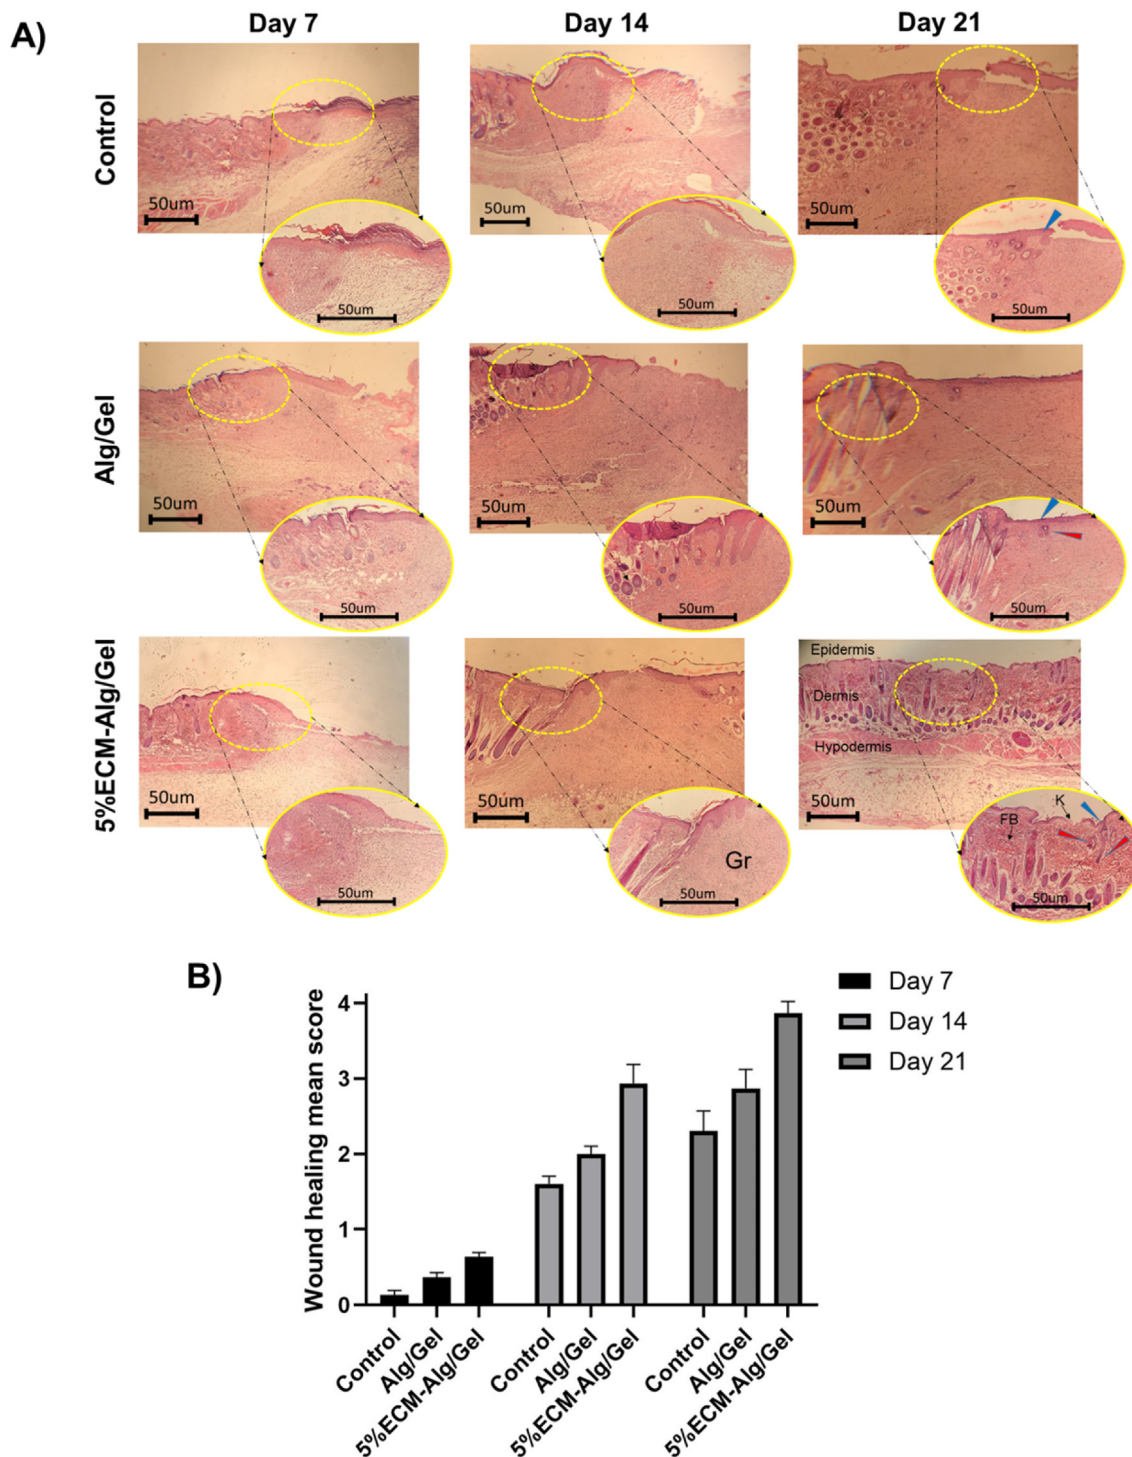 A)
Day 7
Day 14
Day 21
Control
50um
50um
50um
50um
50um
50um
Alg/Gel
50um
50um
50um
50um
50um
50um
5%ECM-Alg/Gel
Epidermis
Dermis
Hypodermis
50um
50um
50um
K
FB
Gr
50um
50um
50um
B)
Wound healing mean score
4
3
2
1
0
Control
Alg/Gel
5%ECM-Alg/Gel
Control
Alg/Gel
5%ECM-Alg/Gel
Control
Alg/Gel
5%ECM-Alg/Gel
Day 7
Day 14
Day 21